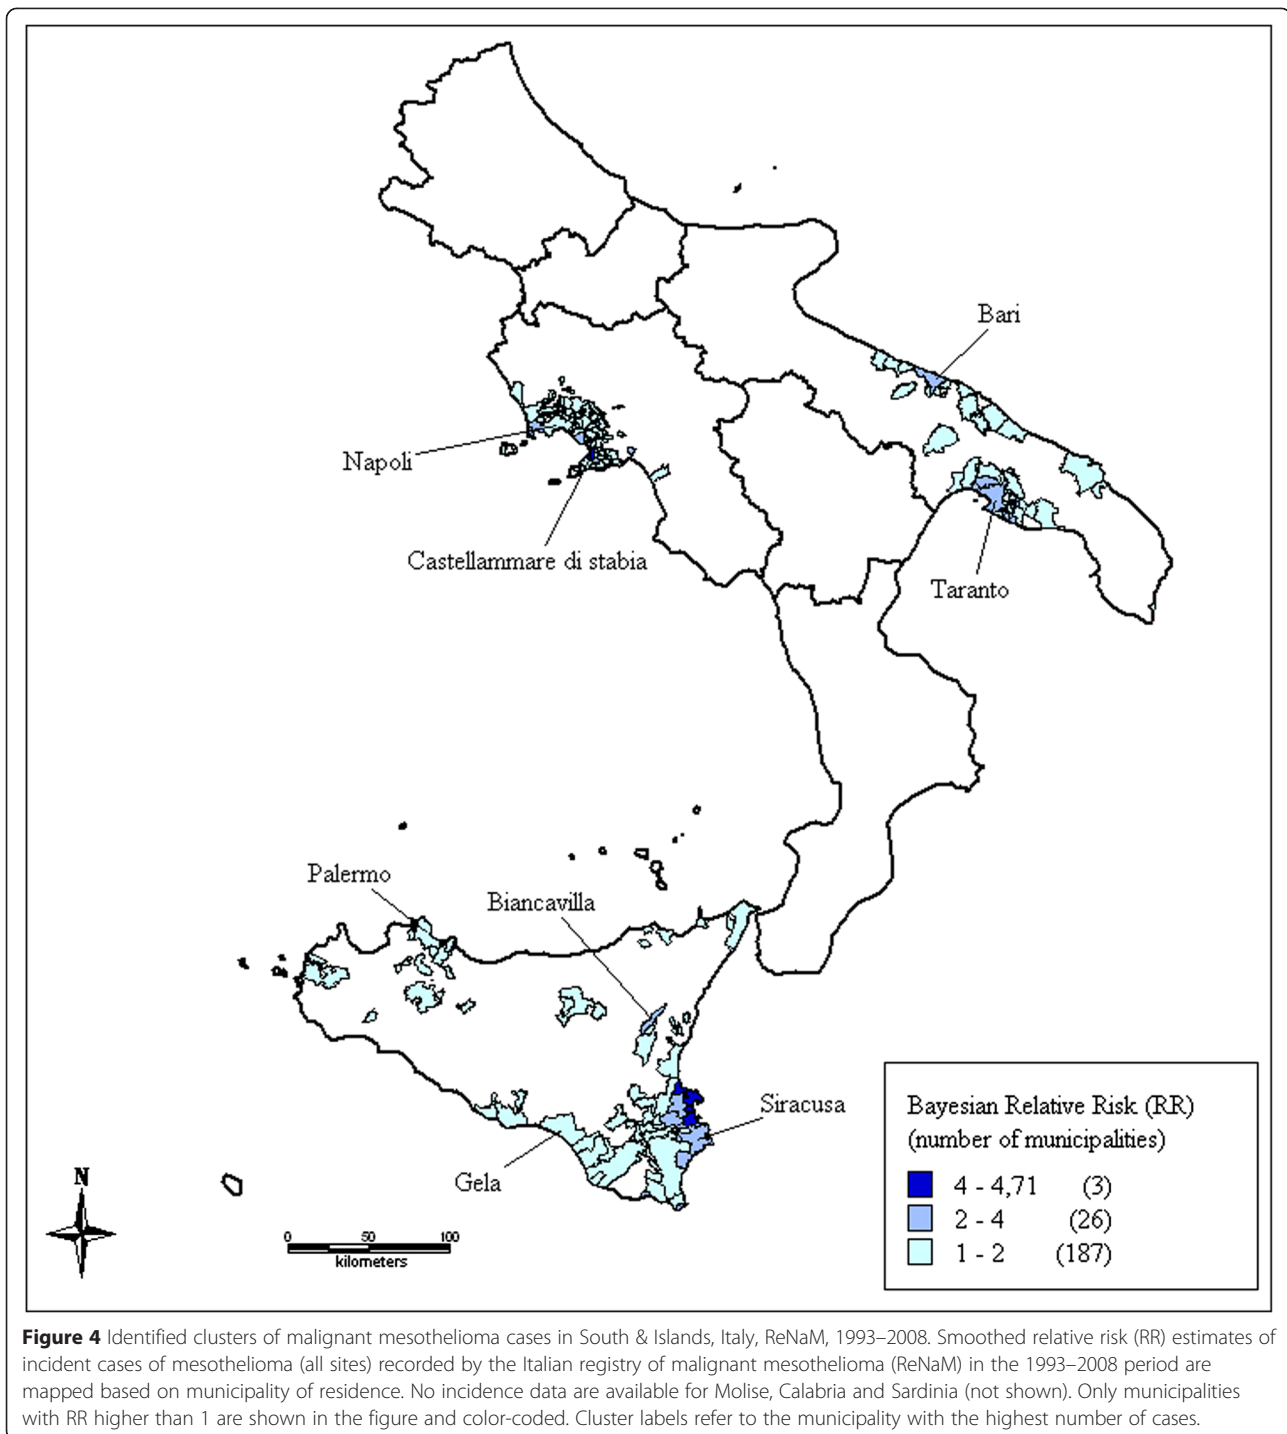 Bari
Napoli
Castellammare di stabia
Taranto
Palermo
Biancavilla
Siracusa
Gela
N
0 50 100
kilometers
Bayesian Relative Risk (RR)
(number of municipalities)
4 - 4,71 (3)
2 - 4 (26)
1 - 2 (187)
Figure 4 Identified clusters of malignant mesothelioma cases in South & Islands, Italy, ReNaM, 1993–2008. Smoothed relative risk (RR) estimates of
incident cases of mesothelioma (all sites) recorded by the Italian registry of malignant mesothelioma (ReNaM) in the 1993–2008 period are
mapped based on municipality of residence. No incidence data are available for Molise, Calabria and Sardinia (not shown). Only municipalities
with RR higher than 1 are shown in the figure and color-coded. Cluster labels refer to the municipality with the highest number of cases.